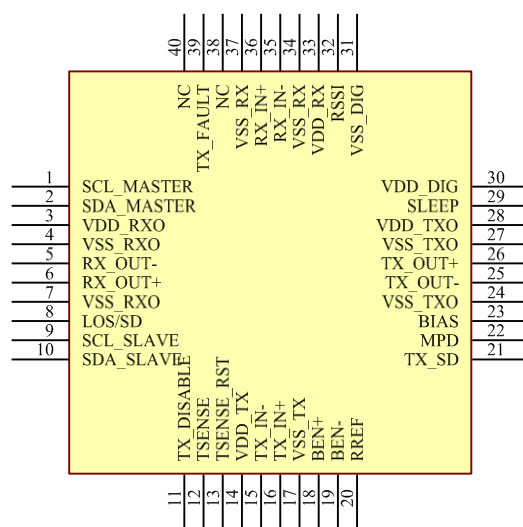 40 39 38 37 36 35 34 33 32 31
NC TX_FAULT NC VSS_RX RX_IN+ RX_IN- VSS_RX VDD_RX RSSI VSS_DIG
1 SCL_MASTER
2 SDA_MASTER
3 VDD_RXO
4 VSS_RXO
5 RX_OUT-
6 RX_OUT+
7 VSS_RXO
8 LOS/SD
9 SCL_SLAVE
10 SDA_SLAVE
VDD_DIG 30
SLEEP 29
VDD_TXO 28
VSS_TXO 27
TX_OUT+ 26
TX_OUT- 25
VSS_TXO 24
BIAS 23
MPD 22
TX_SD 21
TX_DISABLE TSENSE TSENSE_RST VDD_TX TX_IN- TX_IN+ VSS_TX BEN+ BEN- RREF
11 12 13 14 15 16 17 18 19 20